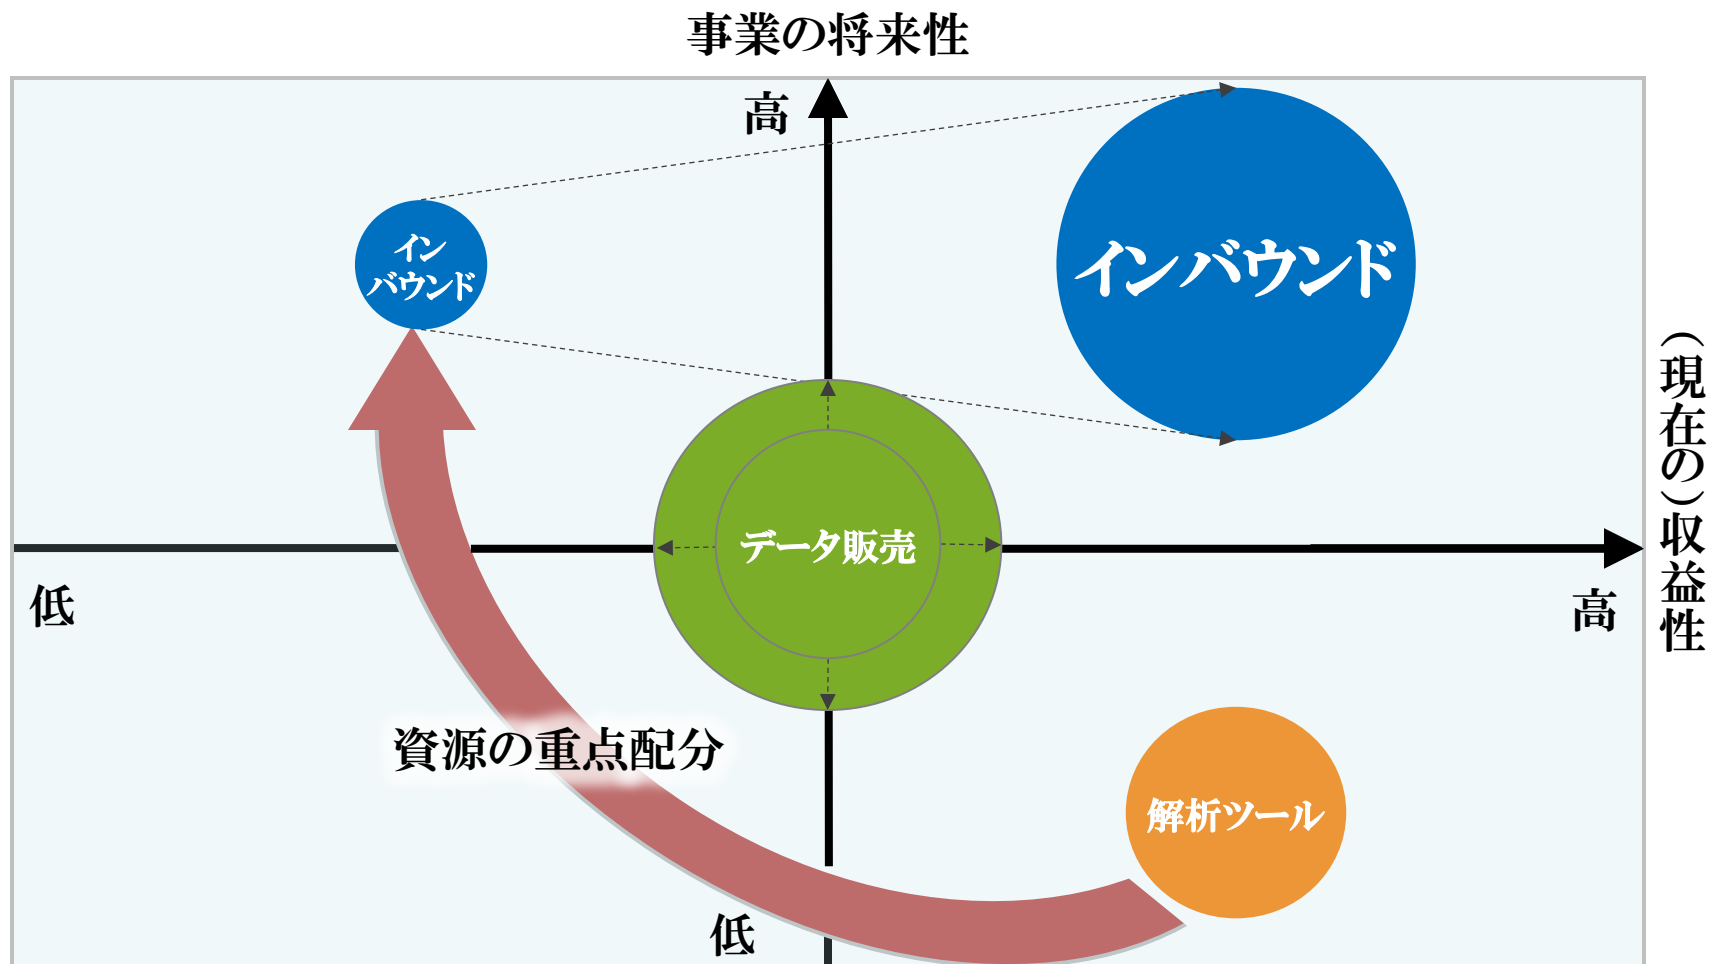 事業の将来性
高
イン
バウンド
インバウンド
(現在の)収益性
データ販売
低
高
資源の重点配分
解析ツール
低